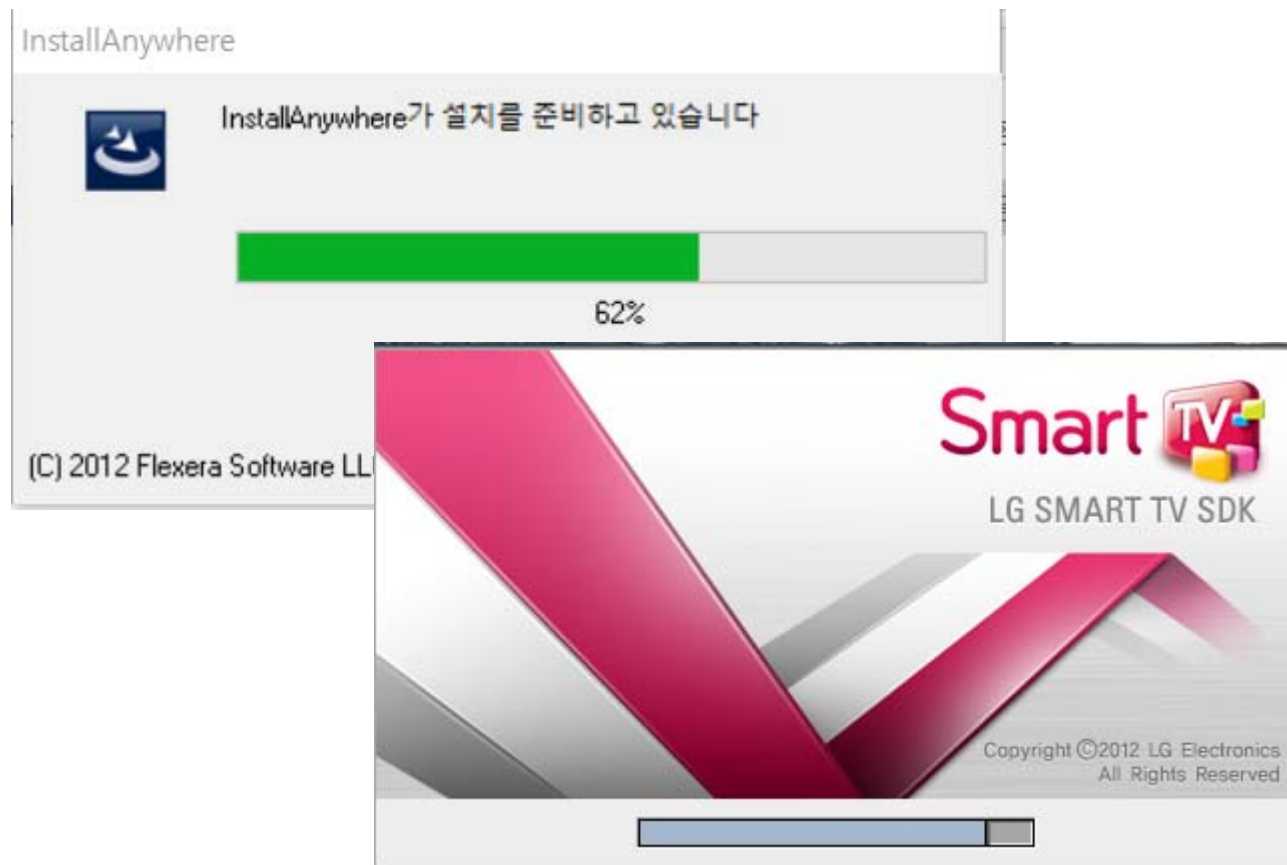 InstallAnywhere
InstallAnywhere가 설치를 준비하고 있습니다
62%
(C) 2012 Flexera Software
Smart TV
LG SMART TV SDK
Copyright ©2012 LG Electronics
All Rights Reserved